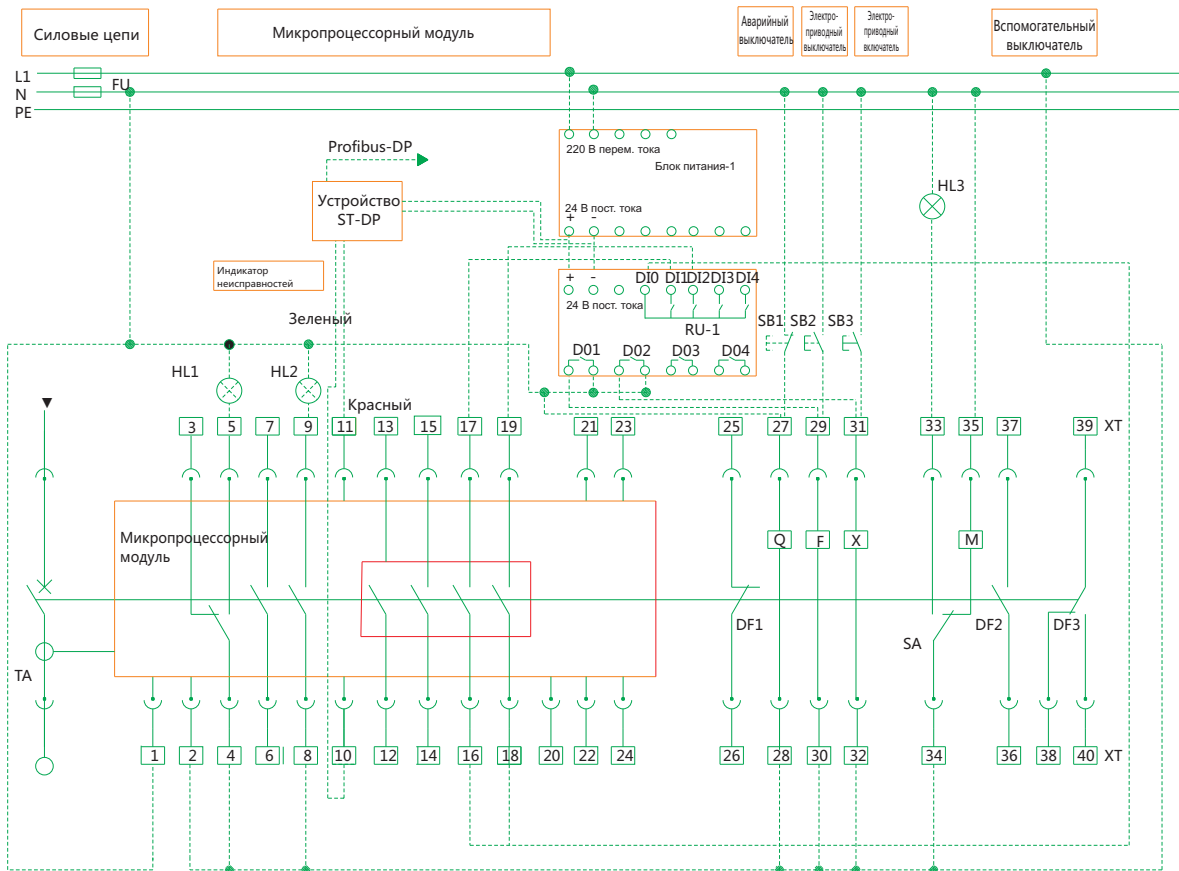 Силовые цепи
Микропроцессорный модуль
Аварийный
выключатель
Электро-
приводный
выключатель
Электро-
приводный
включатель
Вспомогательный
выключатель
L1
FU
N
PE
Profibus-DP
220 В перем. тока
Блок питания-1
Устройство
ST-DP
24 В пост. тока
+ -
HL3
Индикатор
неисправностей
+ - DI0 DI1 DI2 DI3 DI4
24 В пост. тока
RU-1
SB1 SB2 SB3
Зеленый
D01 D02 D03 D04
HL1 HL2
Красный
3 5 7 9 11 13 15 17 19 21 23 25 27 29 31 33 35 37 39 XT
Микропроцессорный
модуль
Q F X M
DF1 SA DF2 DF3
TA
1 2 4 6 8 10 12 14 16 18 20 22 24 26 28 30 32 34 36 38 40 XT